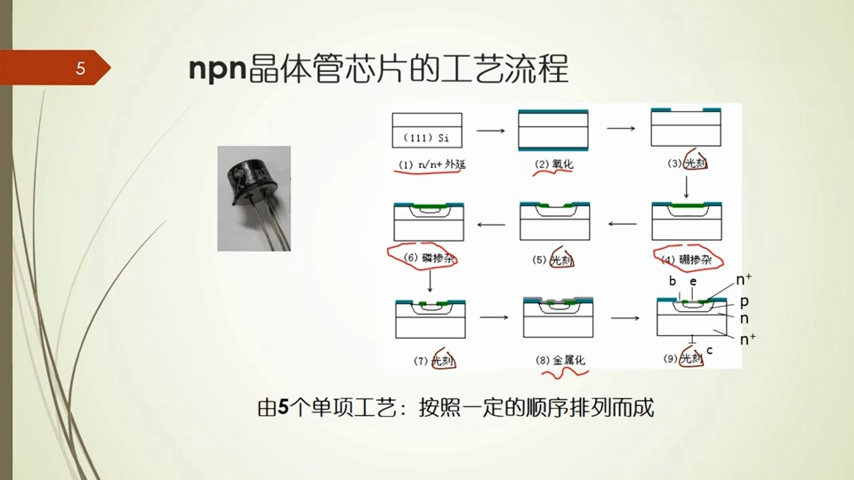 5
npn晶体管芯片的工艺流程
(111) Si
(1) n/n+ 外延
(2) 氧化
(3) 光刻
(6) 磷掺杂
(5) 光刻
(4) 硼掺杂
b e n+
p
n
n+
c
(7) 光刻
(8) 金属化
(9) 光刻
由5个单项工艺：按照一定的顺序排列而成